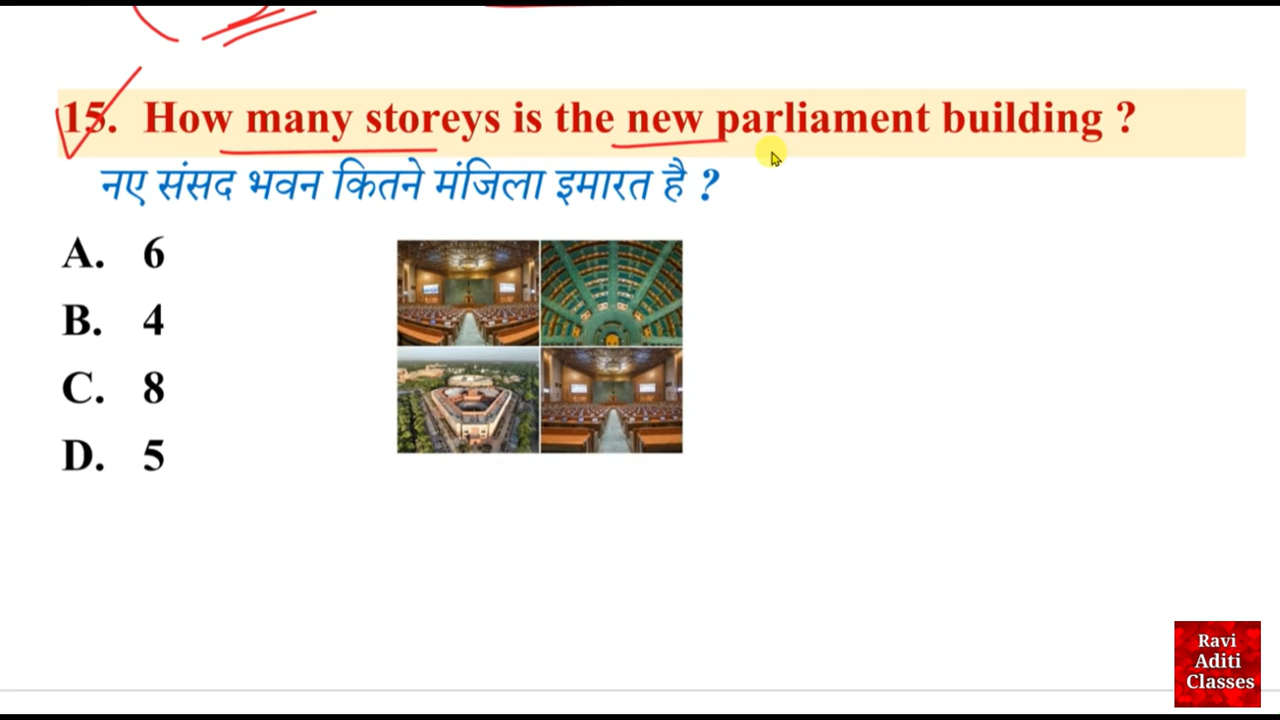 15. How many storeys is the new parliament building ?
नए संसद भवन कितने मंजिला इमारत है ?
A. 6
B. 4
C. 8
D. 5
Ravi
Aditi
Classes